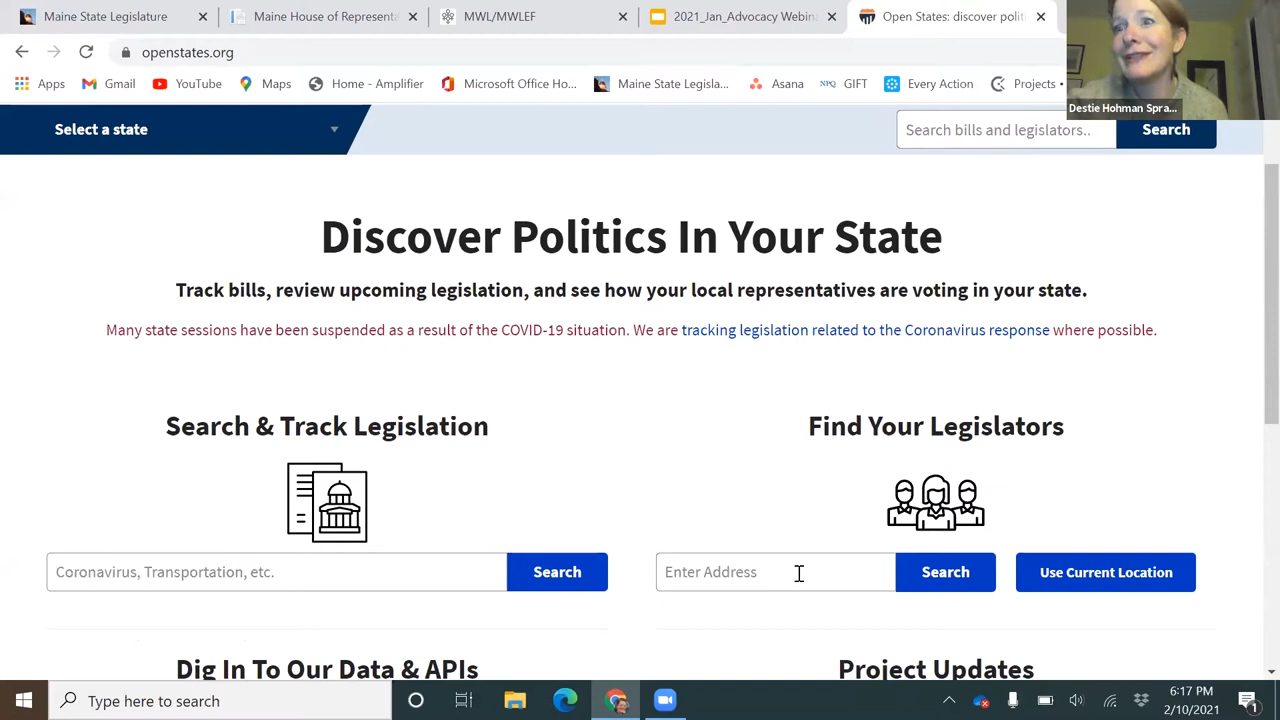 Maine State Legislature
Maine House of Representa
MWL/MWLEF
2021_Jan_Advocacy Webina
Open States: discover polit
openstates.org
Apps
Gmail
YouTube
Maps
Home - Amplifier
Microsoft Office Ho...
Maine State Legisla...
Asana
NPQ
GIFT
Every Action
Projects -
Destie Hohman Spra...
Select a state
Search bills and legislators..
Search
Discover Politics In Your State
Track bills, review upcoming legislation, and see how your local representatives are voting in your state.
Many state sessions have been suspended as a result of the COVID-19 situation. We are tracking legislation related to the Coronavirus response where possible.
Search & Track Legislation
Find Your Legislators
Coronavirus, Transportation, etc.
Search
Enter Address
Search
Use Current Location
Dig In To Our Data & APIs
Project Updates
Type here to search
6:17 PM
2/10/2021
1